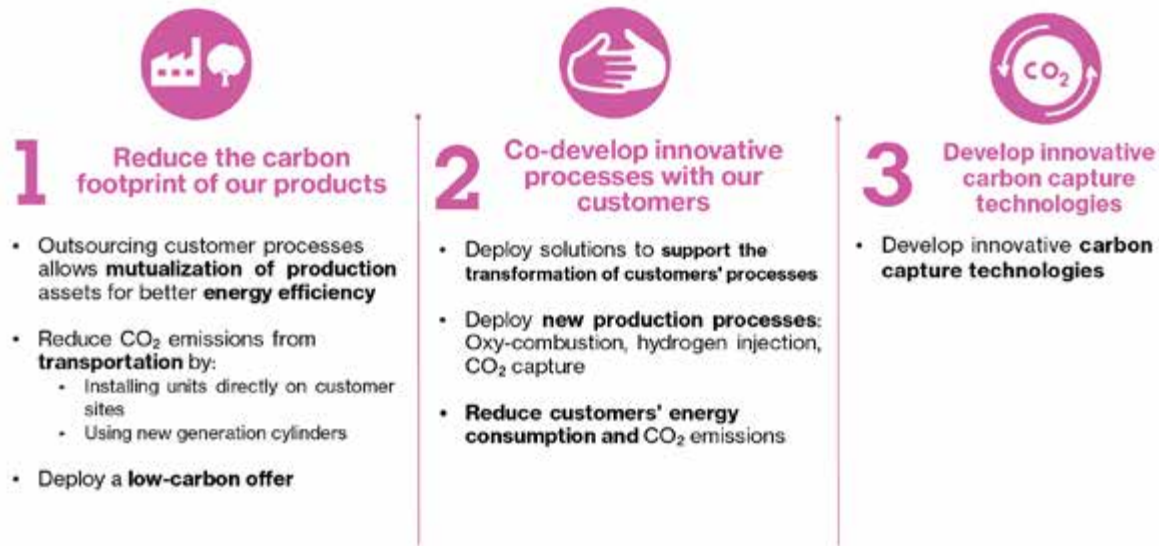 1
Reduce the carbon
footprint of our products
• Outsourcing customer processes
allows mutualization of production
assets for better energy efficiency
• Reduce CO₂ emissions from
transportation by:
• Installing units directly on customer
sites
• Using new generation cylinders
• Deploy a low-carbon offer
2
Co-develop innovative
processes with our
customers
• Deploy solutions to support the
transformation of customers' processes
• Deploy new production processes:
Oxy-combustion, hydrogen injection,
CO₂ capture
• Reduce customers' energy
consumption and CO₂ emissions
CO₂
3
Develop innovative
carbon capture
technologies
• Develop innovative carbon
capture technologies